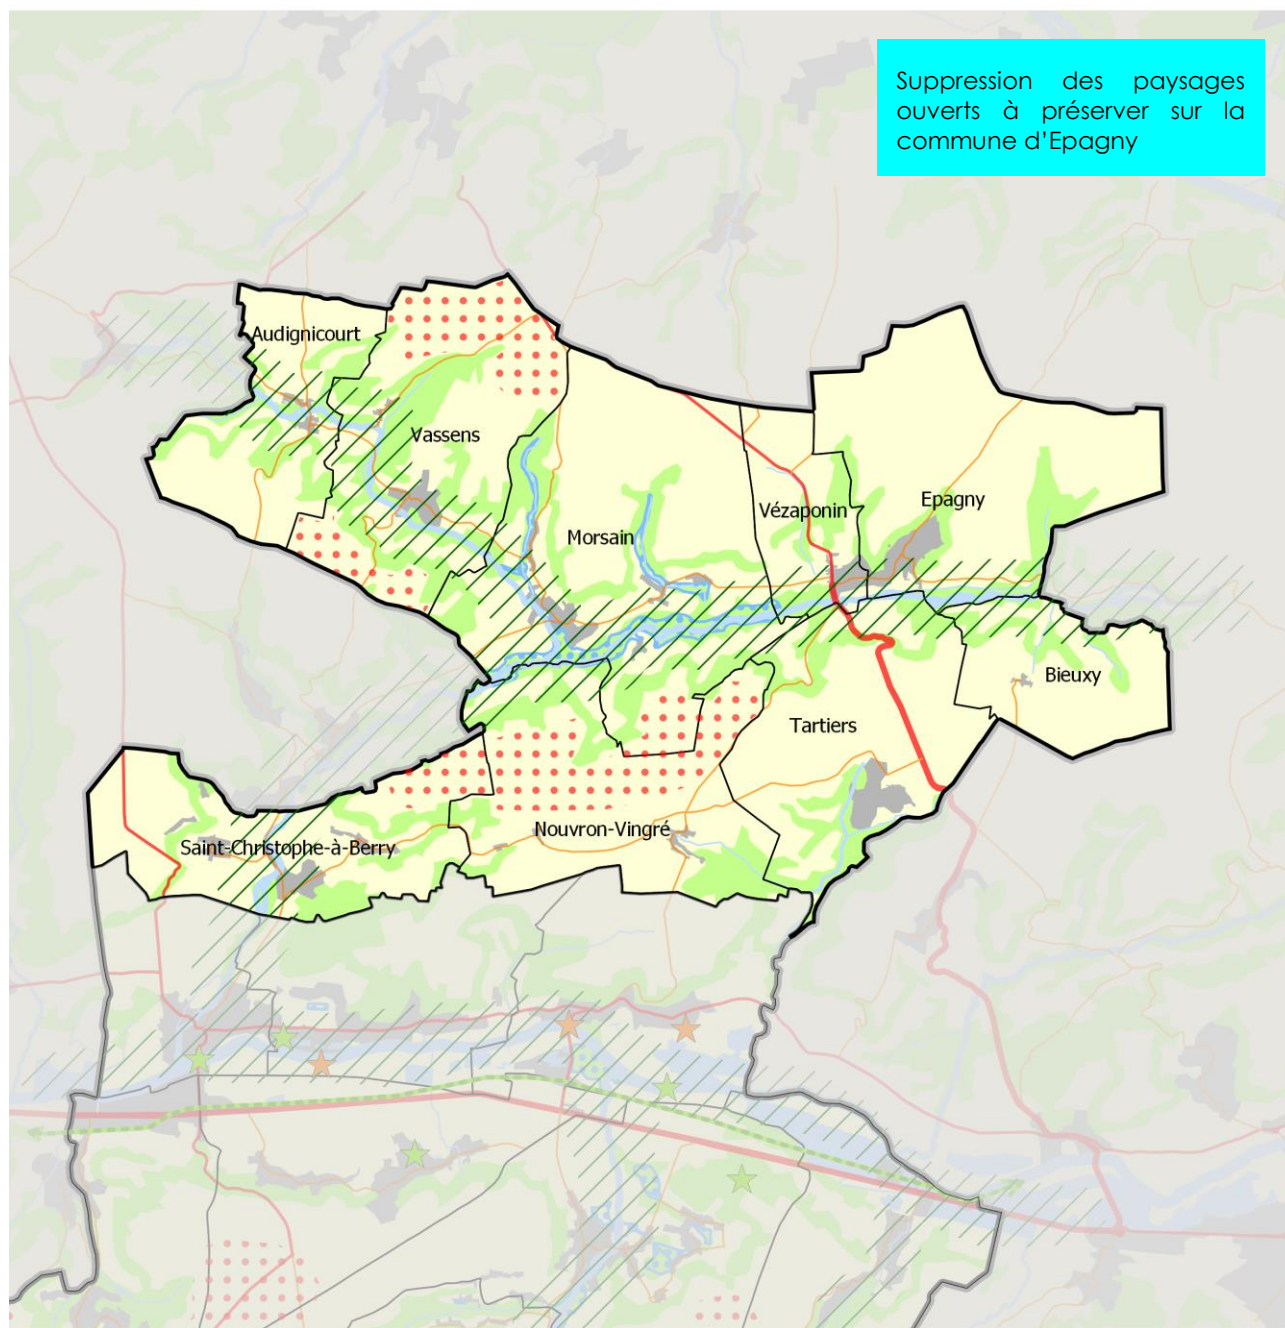 Suppression des paysages
ouverts à préserver sur la
commune d'Epagny
Audignicourt
Vassens
Morsain
Vézaponin
Epagny
Bieuxy
Tartiers
Nouvron-Vingré
Saint-Christophe-à-Berry